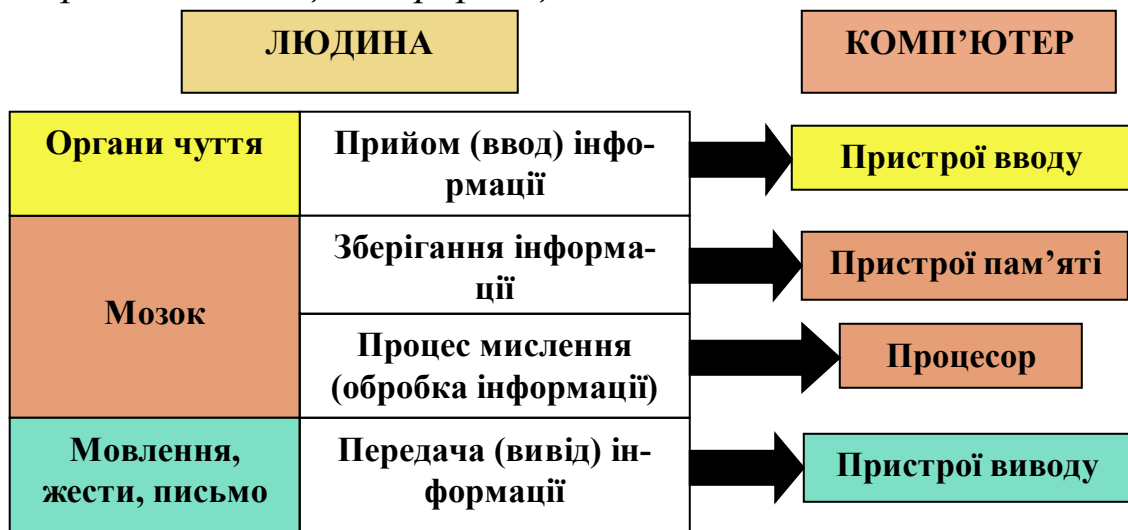 ЛЮДИНА
КОМП’ЮТЕР
Органи чуття
Прийом (ввод) інфо-
рмації
Пристрої вводу
Мозок
Зберігання інформа-
ції
Пристрої пам’яті
Процес мислення
(обробка інформації)
Процесор
Мовлення,
жести, письмо
Передача (вивід) ін-
формації
Пристрої виводу